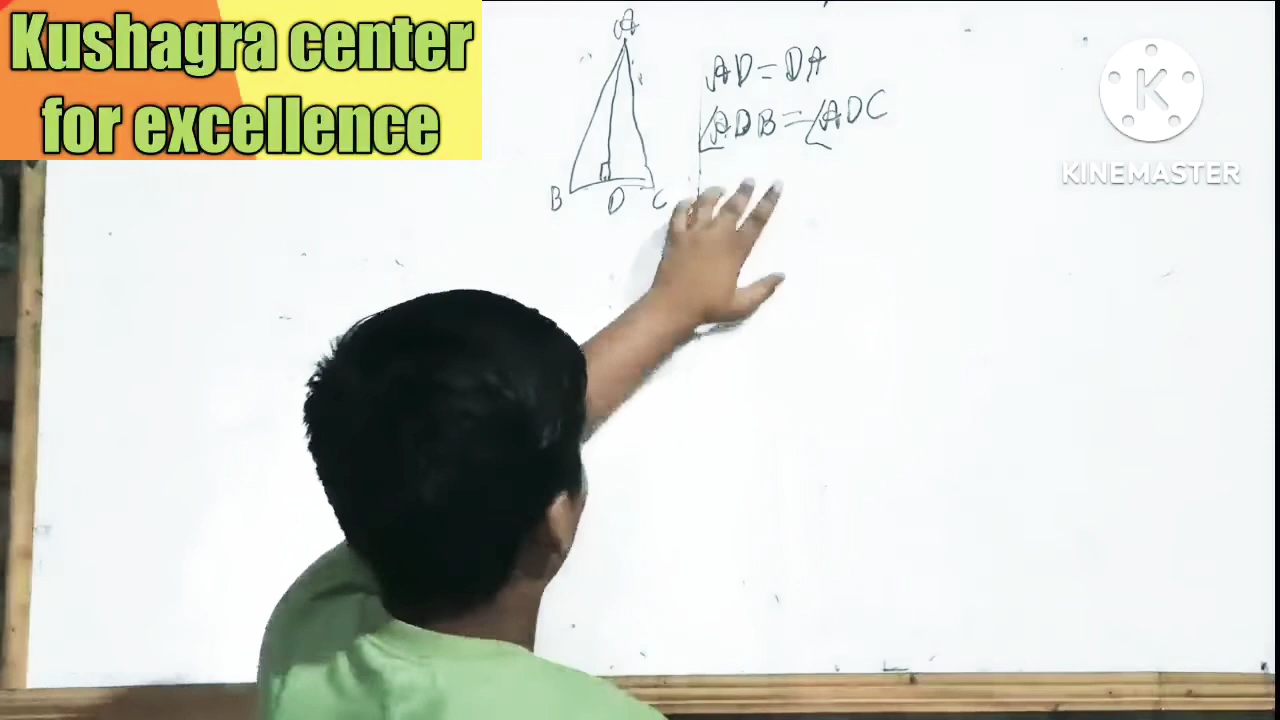 Kushagra center
for excellence
A
B D C
AD = DA
∠ADB = ∠ADC
K
KINEMASTER